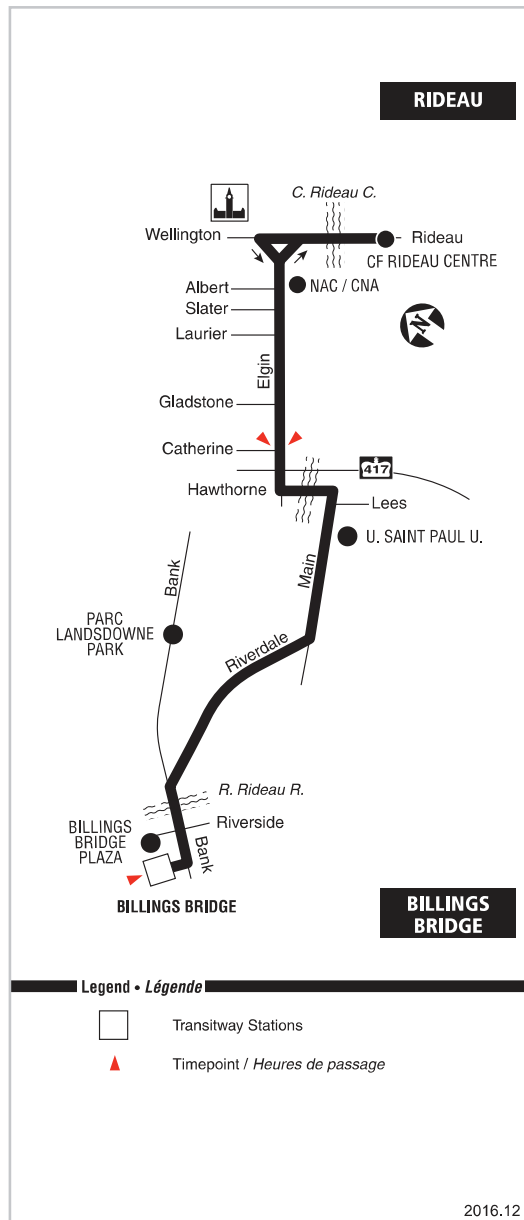 RIDEAU
C. Rideau C.
Wellington
Rideau
CF RIDEAU CENTRE
Albert
NAC / CNA
Slater
N
Laurier
Elgin
Gladstone
Catherine
417
Hawthorne
Lees
U. SAINT PAUL U.
Main
Bank
PARC
LANDSDOWNE
PARK
Riverdale
R. Rideau R.
Riverside
BILLINGS
BRIDGE
PLAZA
Bank
BILLINGS BRIDGE
BILLINGS
BRIDGE
Legend • Légende
Transitway Stations
Timepoint / Heures de passage
2016.12